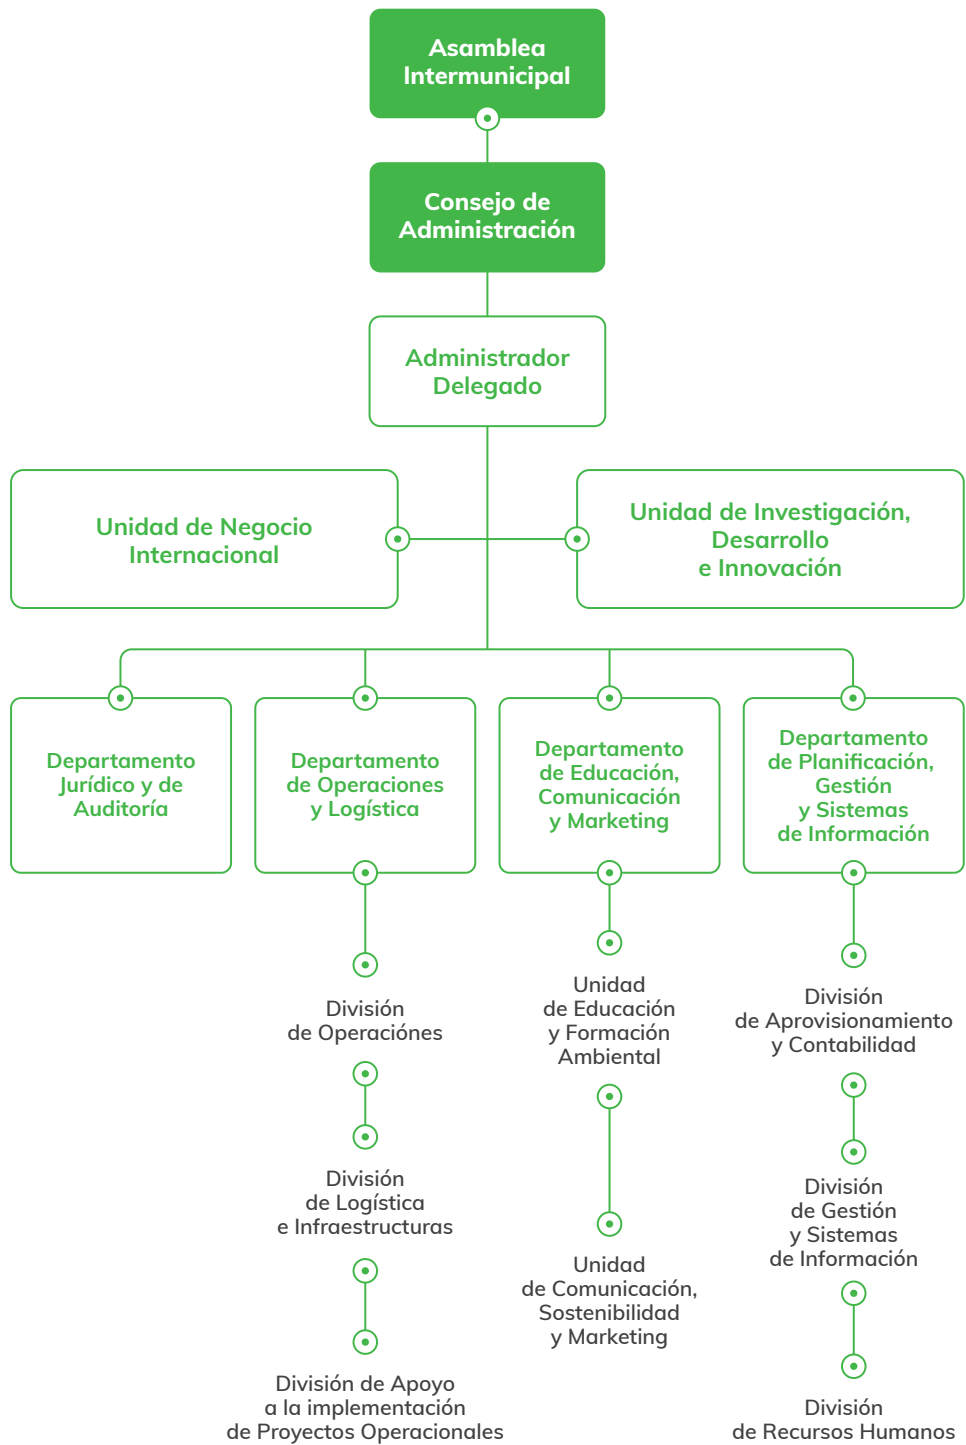 Asamblea
Intermunicipal
Consejo de
Administración
Administrador
Delegado
Unidad de Negocio
Internacional
Unidad de Investigación,
Desarrollo
e Innovación
Departamento
Jurídico y de
Auditoría
Departamento
de Operaciones
y Logística
Departamento
de Educación,
Comunicación
y Marketing
Departamento
de Planificación,
Gestión
y Sistemas
de Información
División
de Operaciónes
División
de Logística
e Infraestructuras
División de Apoyo
a la implementación
de Proyectos Operacionales
Unidad
de Educación
y Formación
Ambiental
Unidad
de Comunicación,
Sostenibilidad
y Marketing
División
de Aprovisionamiento
y Contabilidad
División
de Gestión
y Sistemas
de Información
División
de Recursos Humanos